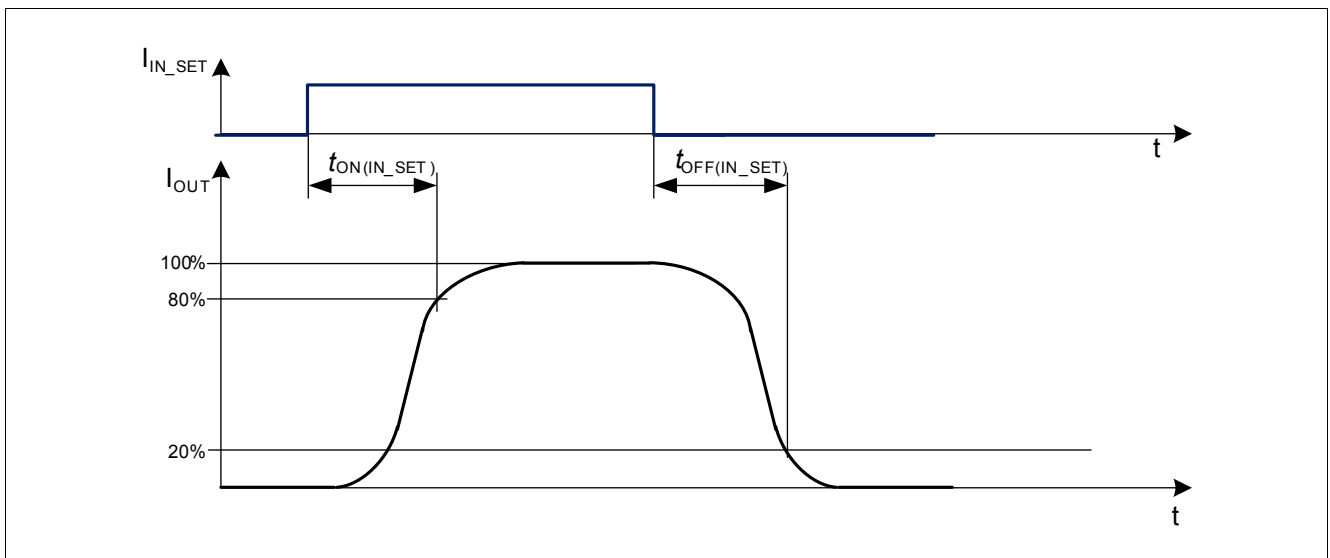 I_IN_SET
t
t_ON(IN_SET)
t_OFF(IN_SET)
I_OUT
100%
80%
20%
t